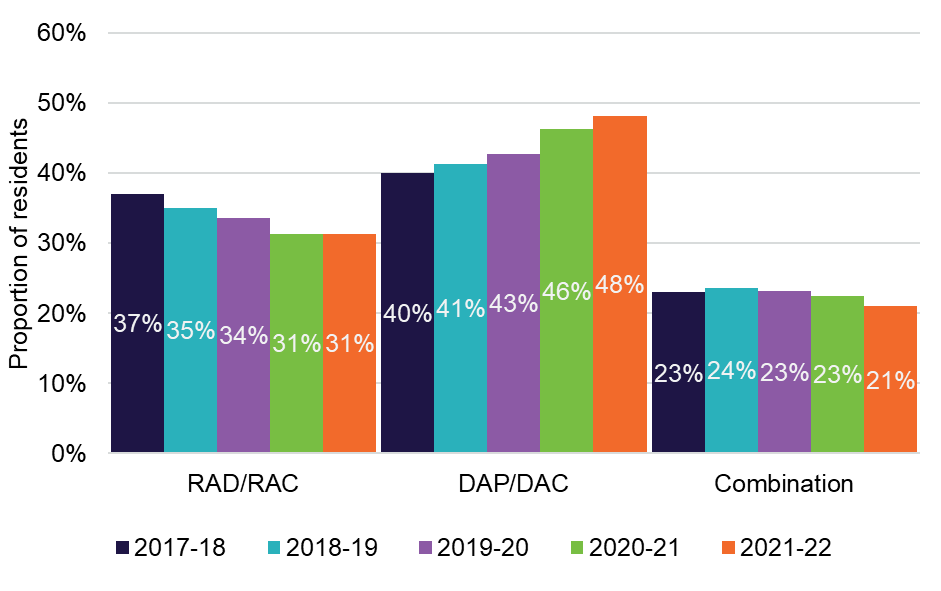 60%
50%
40%
30%
20%
10%
0%
Proportion of residents
37% 35% 34% 31% 31%
40% 41% 43% 46% 48%
23% 24% 23% 23% 21%
RAD/RAC DAP/DAC Combination
2017-18 2018-19 2019-20 2020-21 2021-22